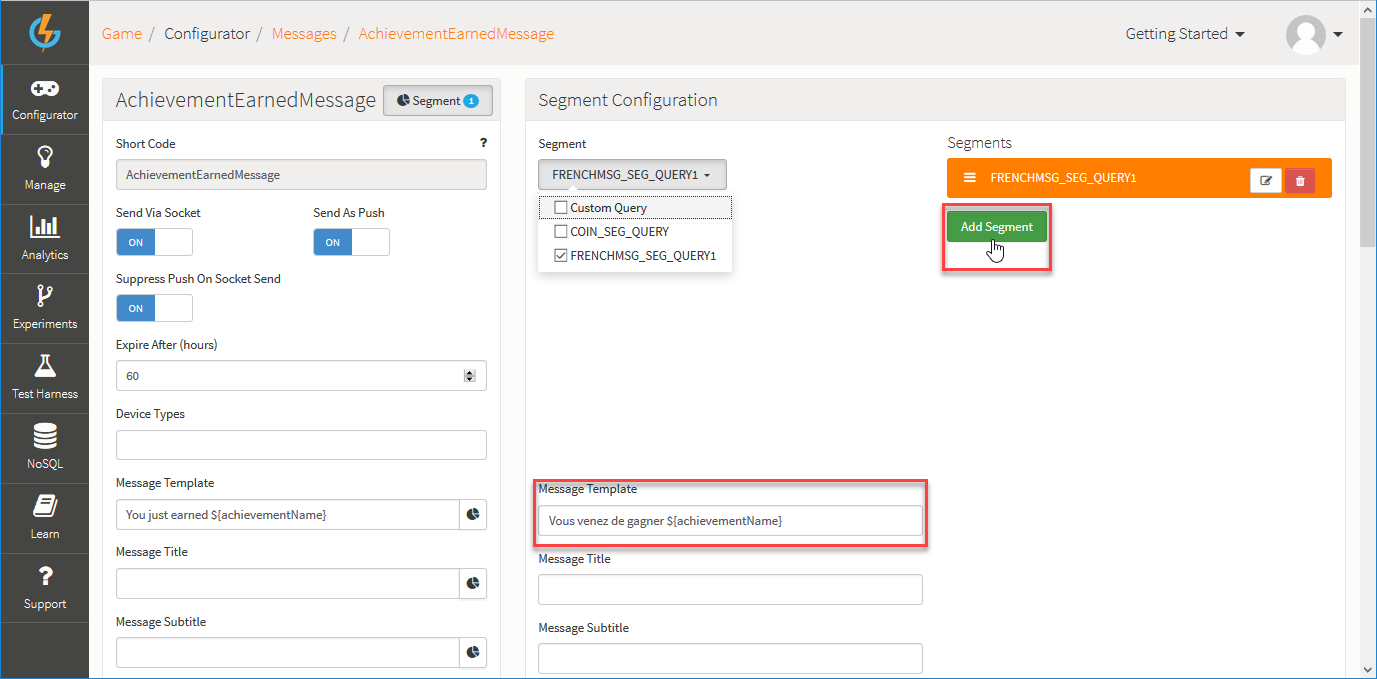 Game / Configurator / Messages / AchievementEarnedMessage
Getting Started
Configurator
Manage
Analytics
Experiments
Test Harness
NoSQL
Learn
?
Support
AchievementEarnedMessage
Segment 1
Short Code
?
AchievementEarnedMessage
Send Via Socket
Send As Push
ON
ON
Suppress Push On Socket Send
ON
Expire After (hours)
60
Device Types
Message Template
You just earned ${achievementName}
Message Title
Message Subtitle
Segment Configuration
Segment
FRENCHMSG_SEG_QUERY1
Custom Query
COIN_SEG_QUERY
FRENCHMSG_SEG_QUERY1
Segments
FRENCHMSG_SEG_QUERY1
Add Segment
Message Template
Vous venez de gagner ${achievementName}
Message Title
Message Subtitle